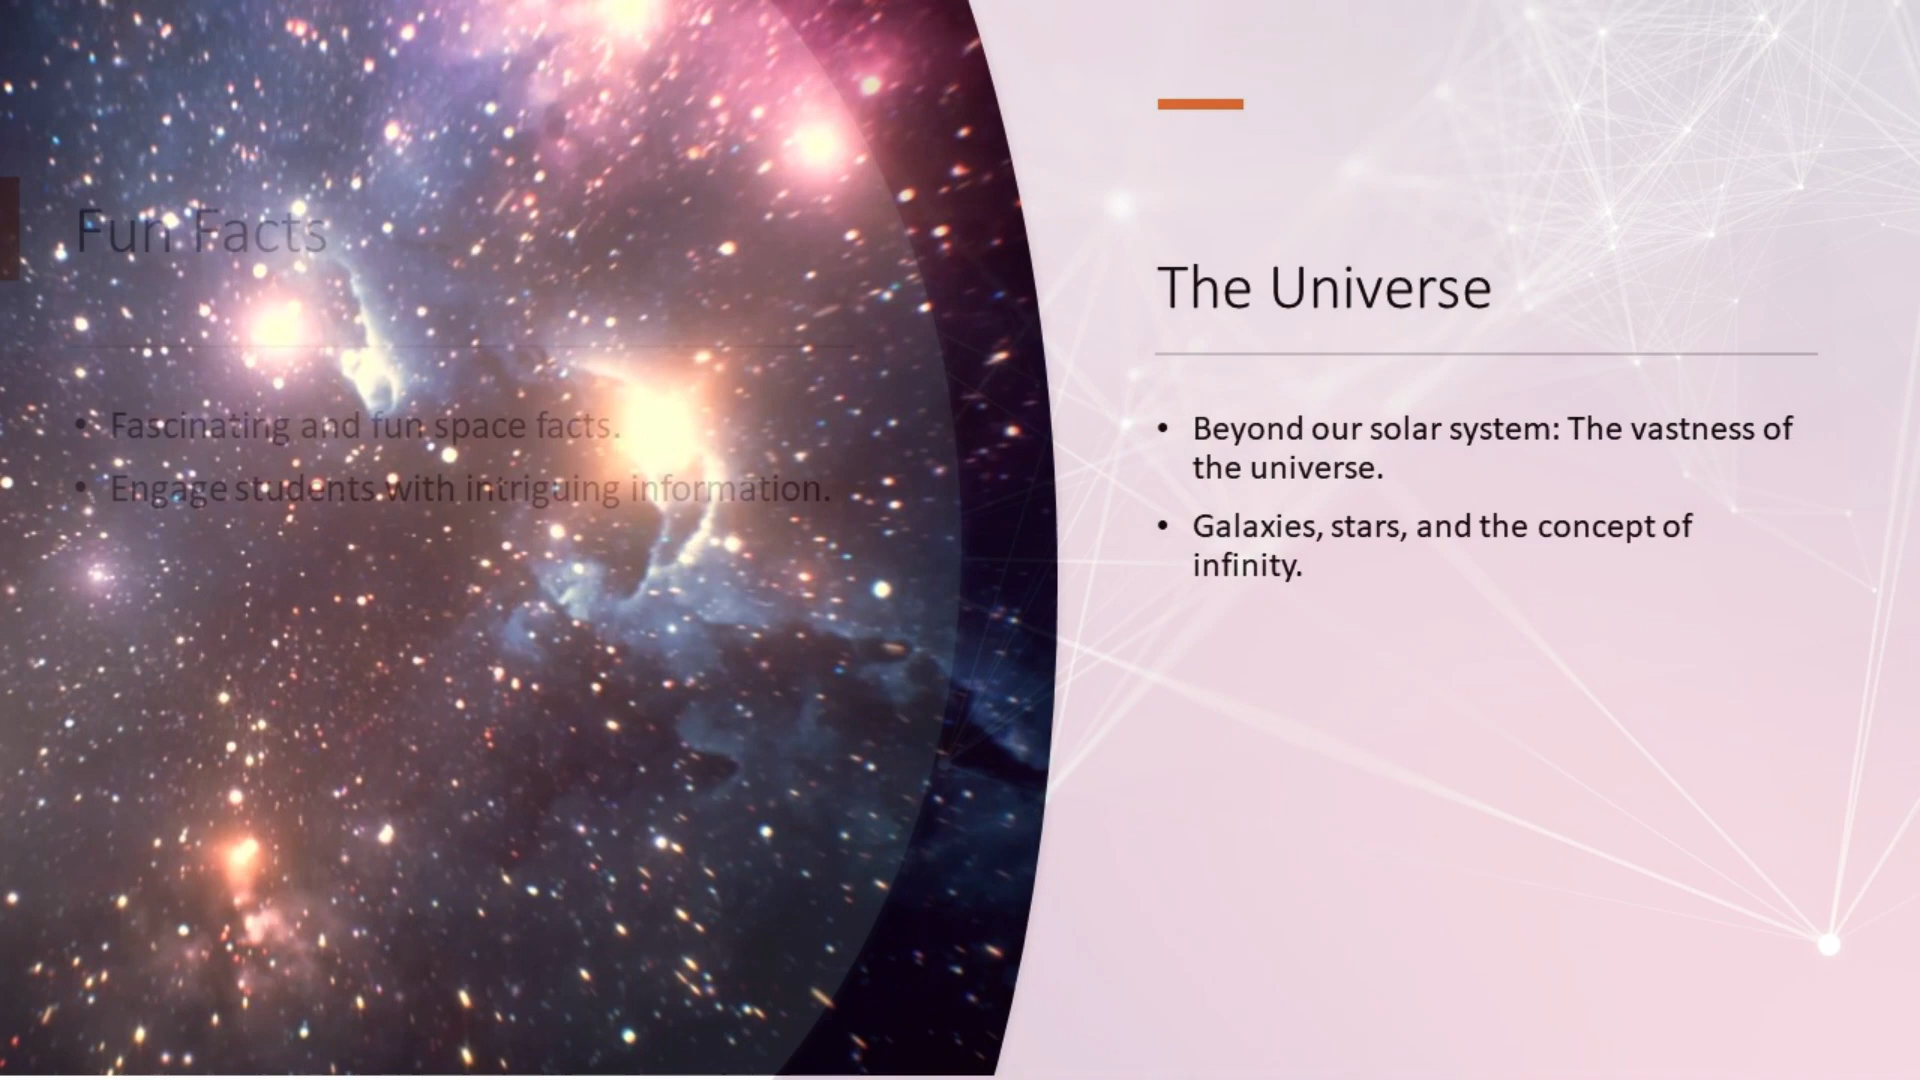 Fun Facts
• Fascinating and fun space facts.
• Engage students with intriguing information.
The Universe
• Beyond our solar system: The vastness of
the universe.
• Galaxies, stars, and the concept of
infinity.